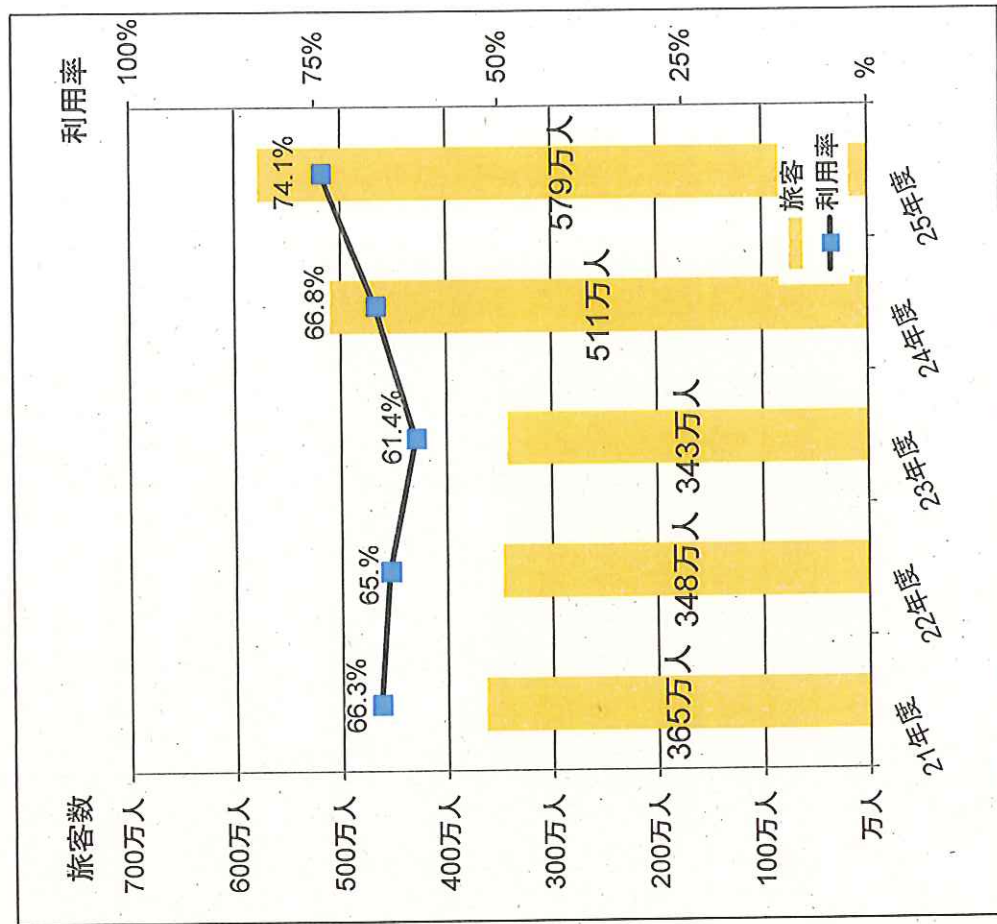 旅客数
利用率
700万人
600万人
500万人
400万人
300万人
200万人
100万人
万人
100%
75%
50%
25%
%
66.3%
65.%
61.4%
66.8%
74.1%
365万人
348万人
343万人
511万人
579万人
旅客
利用率
21年度
22年度
23年度
24年度
25年度